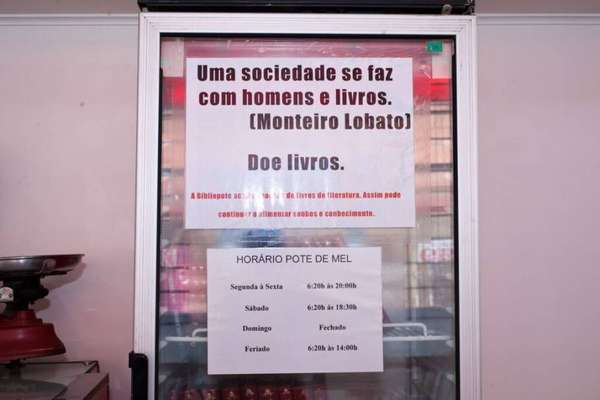 Uma sociedade se faz
com homens e livros.
(Monteiro Lobato)
Doe livros.
A Bibliopote de livros de literatura. Assim pode
alimentar sonhos e conhecimento.
HORÁRIO POTE DE MEL
Segunda à Sexta 6:20h às 20:00h
Sábado 6:20h às 18:30h
Domingo Fechado
Feriado 6:20h às 14:00h